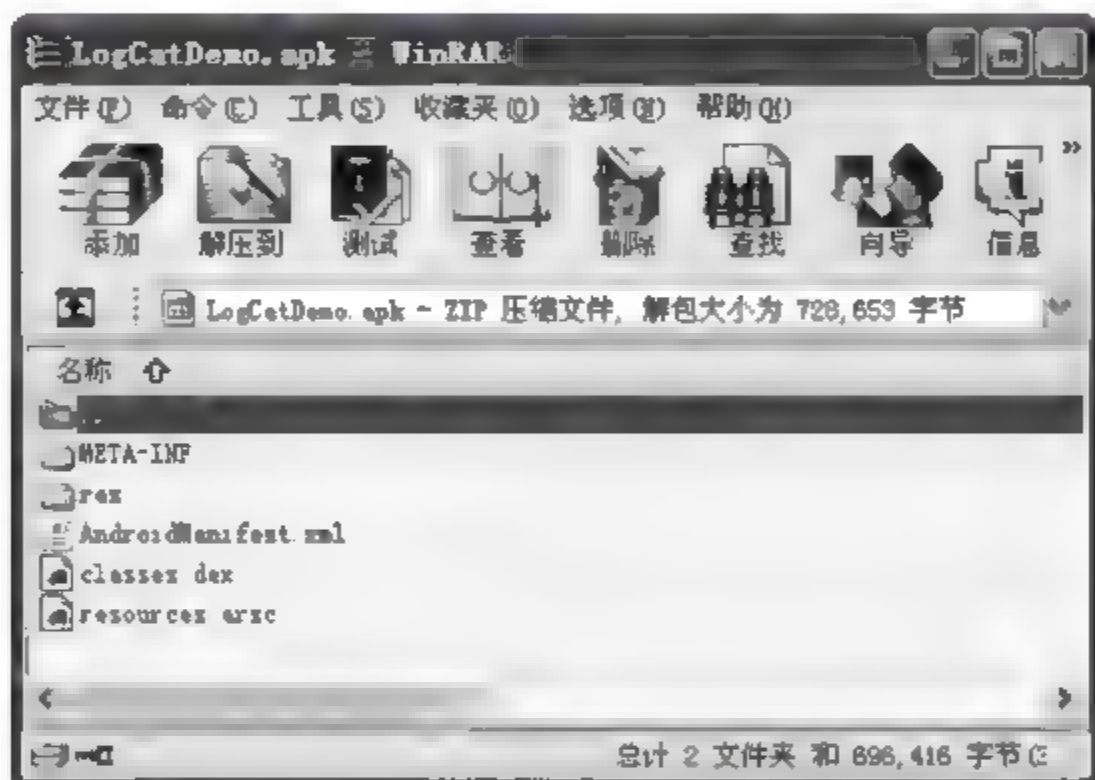 LogCatDemo.apk - WinRAR
文件(F) 命令(C) 工具(S) 收藏夹(O) 选项(N) 帮助(H)
添加 解压到 测试 查看 删除 查找 向导 信息
LogCatDemo.apk - ZIP 压缩文件, 解包大小为 728,653 字节
名称
..
META-INF
res
AndroidManifest.xml
classes.dex
resources.arsc
总计 2 文件夹 和 696,416 字节(3